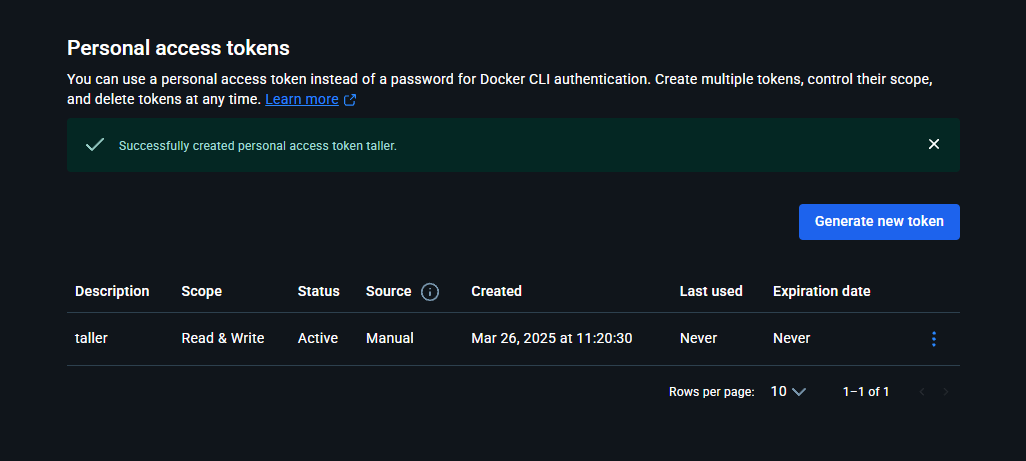 Personal access tokens
You can use a personal access token instead of a password for Docker CLI authentication. Create multiple tokens, control their scope,
and delete tokens at any time. Learn more
Successfully created personal access token taller.
Generate new token
Description Scope Status Source Created Last used Expiration date
taller Read & Write Active Manual Mar 26, 2025 at 11:20:30 Never Never
Rows per page: 10 1–1 of 1